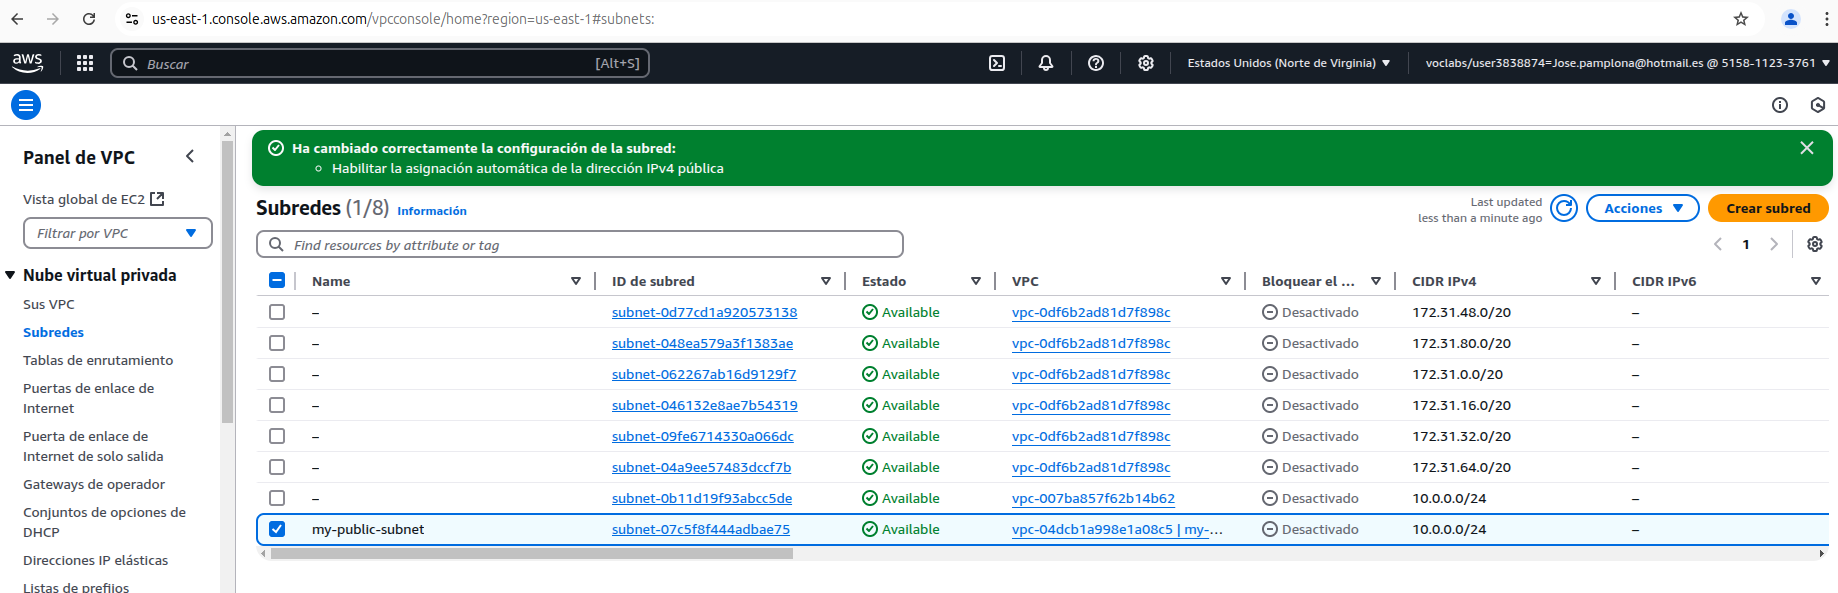 us-east-1.console.aws.amazon.com/vpcconsole/home?region=us-east-1#subnets:
aws
Buscar
[Alt+S]
Estados Unidos (Norte de Virginia)
voclabs/user3838874=Jose.pamplona@hotmail.es @ 5158-1123-3761
Panel de VPC
Vista global de EC2
Filtrar por VPC
Nube virtual privada
Sus VPC
Subredes
Tablas de enrutamiento
Puertas de enlace de
Internet
Puerta de enlace de
Internet de solo salida
Gateways de operador
Conjuntos de opciones de
DHCP
Direcciones IP elásticas
Listas de prefijos
Ha cambiado correctamente la configuración de la subred:
Habilitar la asignación automática de la dirección IPv4 pública
Subredes (1/8) Información
Last updated
less than a minute ago
Acciones
Crear subred
Find resources by attribute or tag
1
Name ID de subred Estado VPC Bloquear el ... CIDR IPv4 CIDR IPv6
– subnet-0d77cd1a920573138 Available vpc-0df6b2ad81d7f898c Desactivado 172.31.48.0/20 –
– subnet-048ea579a3f1383ae Available vpc-0df6b2ad81d7f898c Desactivado 172.31.80.0/20 –
– subnet-062267ab16d9129f7 Available vpc-0df6b2ad81d7f898c Desactivado 172.31.0.0/20 –
– subnet-046132e8ae7b54319 Available vpc-0df6b2ad81d7f898c Desactivado 172.31.16.0/20 –
– subnet-09fe6714330a066dc Available vpc-0df6b2ad81d7f898c Desactivado 172.31.32.0/20 –
– subnet-04a9ee57483dccf7b Available vpc-0df6b2ad81d7f898c Desactivado 172.31.64.0/20 –
– subnet-0b11d19f93abcc5de Available vpc-007ba857f62b14b62 Desactivado 10.0.0.0/24 –
my-public-subnet subnet-07c5f8f444adbae75 Available vpc-04dcb1a998e1a08c5 | my-... Desactivado 10.0.0.0/24 –